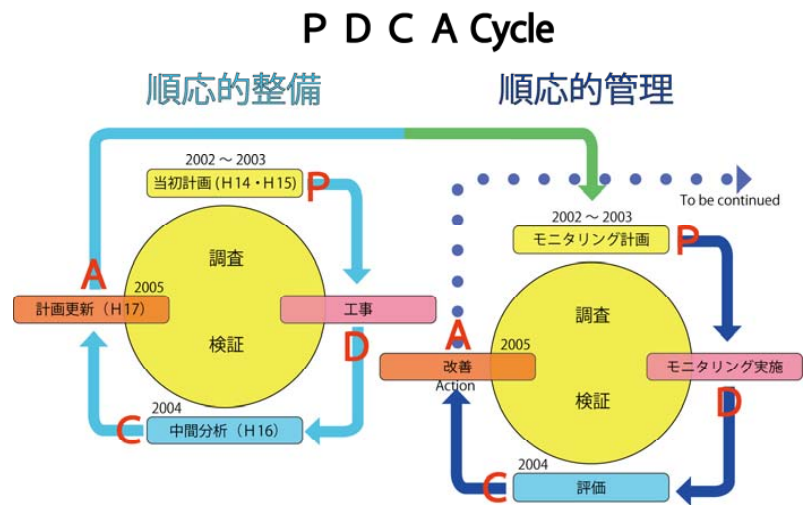 P D C A Cycle
順応的整備
順応的管理
2002 ～ 2003
当初計画 (H14・H15)
P
調査
A
2005
計画更新（H17）
工事
検証
D
2004
C
中間分析（H16）
To be continued
2002 ～ 2003
モニタリング計画
P
調査
A
2005
改善
Action
モニタリング実施
検証
D
2004
C
評価